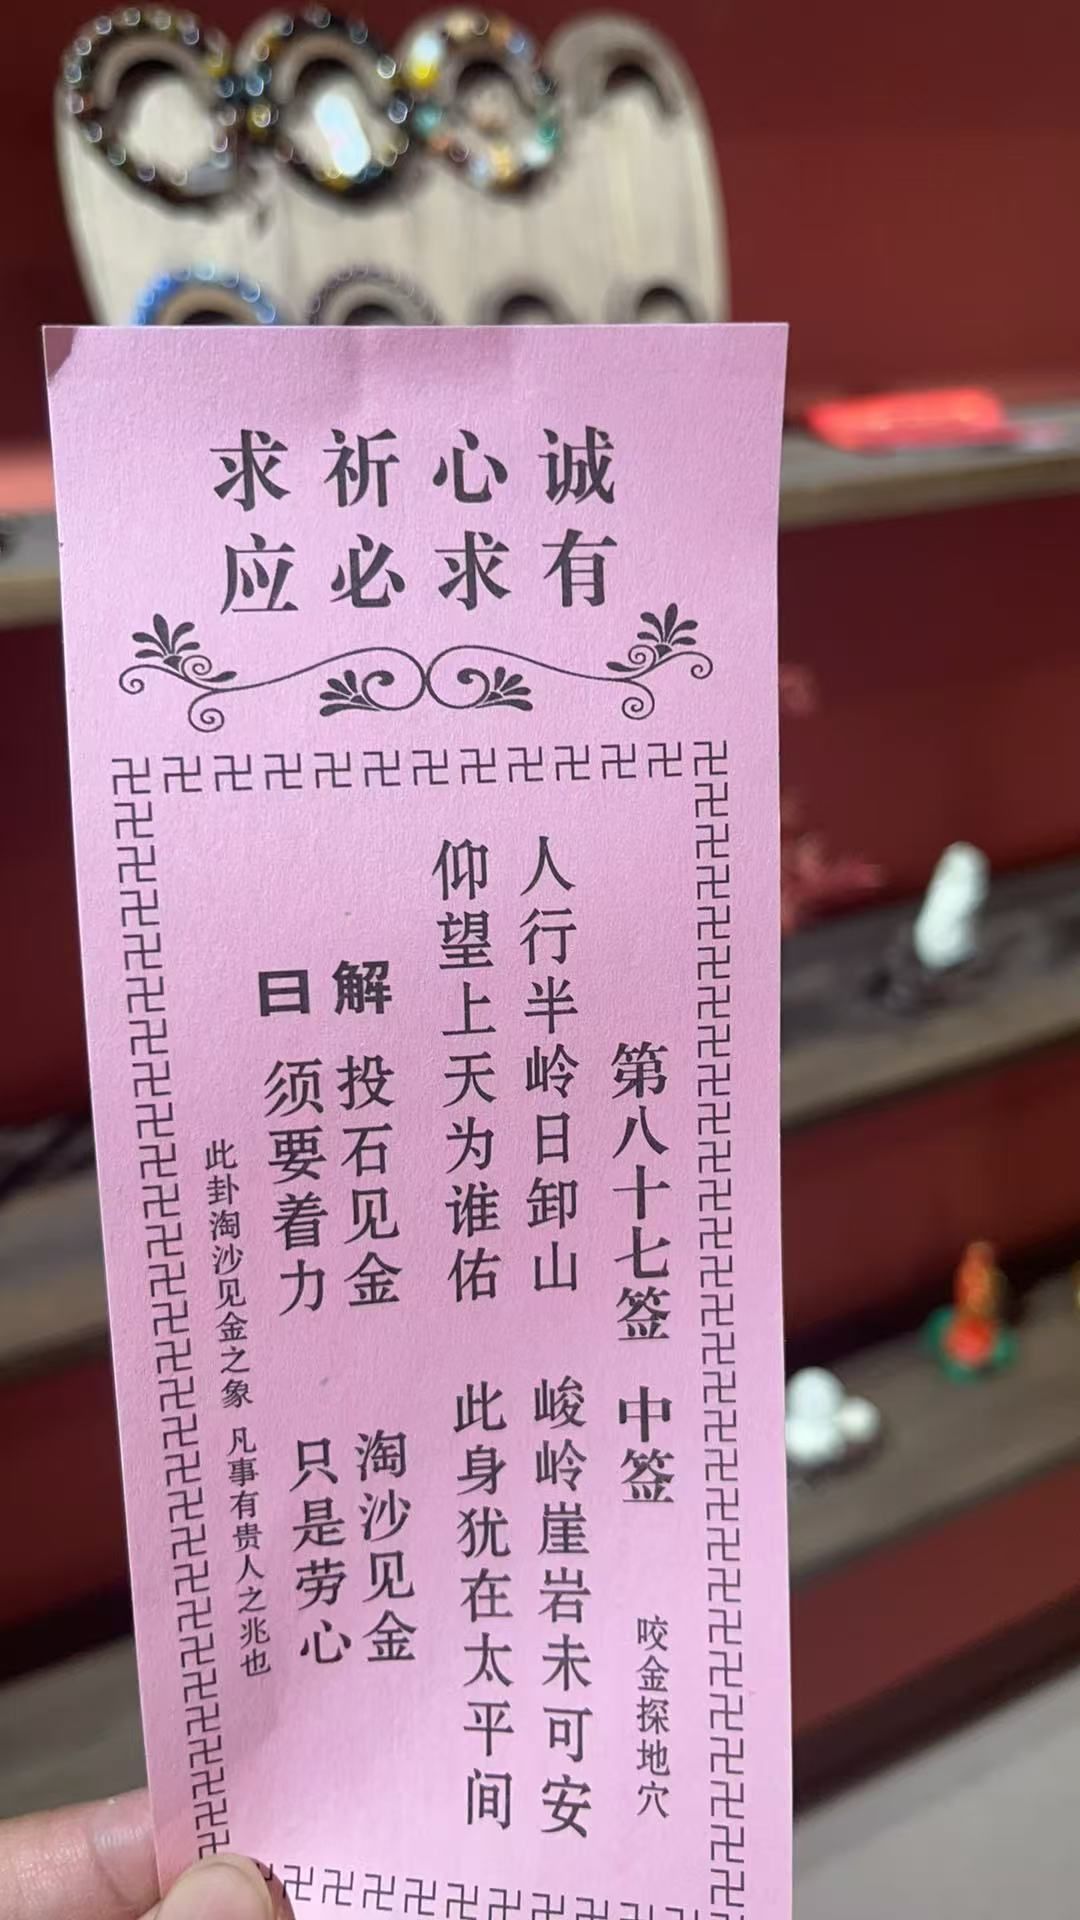 诚心祈求
有求必应
第八十七签 中签 咬金探地穴
人行半岭日卸山 峻岭崖岩未可安
仰望上天为谁佑 此身犹在太平间
解曰
投石见金 淘沙见金
须要着力 只是劳心
此卦淘沙见金之象 凡事有贵人之兆也